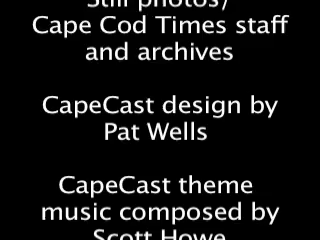 Still photos/
Cape Cod Times staff
and archives
CapeCast design by
Pat Wells
CapeCast theme
music composed by
Scott Howe